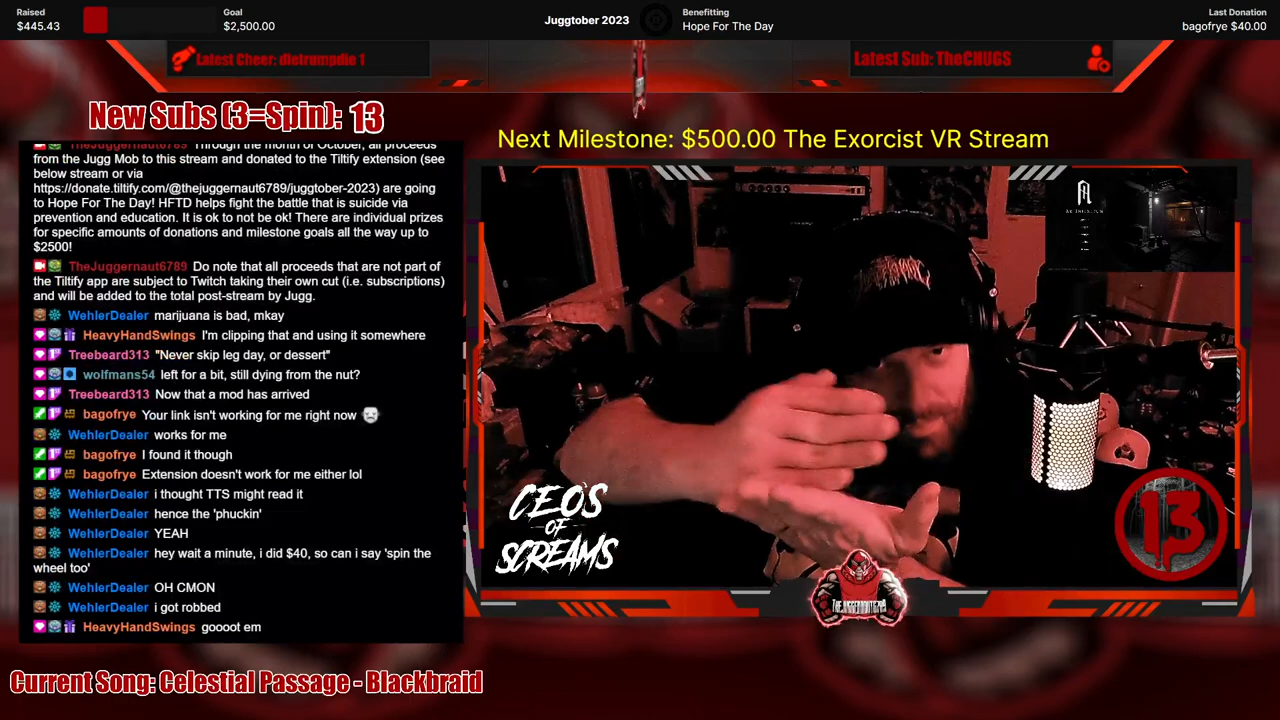 Raised
$445.43
Goal
$2,500.00
Juggtober 2023
Benefitting
Hope For The Day
Last Donation
bagofrye $40.00
Latest Cheer: dietrumpdie 1
Latest Sub: TheCHUGS
New Subs (3=Spin): 13
Next Milestone: $500.00 The Exorcist VR Stream
TheJuggernaut6789 Through the month of October, all proceeds
from the Jugg Mob to this stream and donated to the Tiltify extension (see
below stream or via
https://donate.tiltify.com/@thejuggernaut6789/juggtober-2023) are going
to Hope For The Day! HFTD helps fight the battle that is suicide via
prevention and education. It is ok to not be ok! There are individual prizes
for specific amounts of donations and milestone goals all the way up to
$2500!
TheJuggernaut6789 Do note that all proceeds that are not part of
the Tiltify app are subject to Twitch taking their own cut (i.e. subscriptions)
and will be added to the total post-stream by Jugg.
WehlerDealer marijuana is bad, mkay
HeavyHandSwings I'm clipping that and using it somewhere
Treebeard313 "Never skip leg day, or dessert"
wolfmans54 left for a bit, still dying from the nut?
Treebeard313 Now that a mod has arrived
bagofrye Your link isn't working for me right now
WehlerDealer works for me
bagofrye I found it though
bagofrye Extension doesn't work for me either lol
WehlerDealer i thought TTS might read it
WehlerDealer hence the 'phuckin'
WehlerDealer YEAH
WehlerDealer hey wait a minute, i did $40, so can i say 'spin the
wheel too'
WehlerDealer OH CMON
WehlerDealer i got robbed
HeavyHandSwings goooot em
CEO'S
OF
SCREAMS
13
THEJUGGERNAUT6789
Current Song: Celestial Passage - Blackbraid